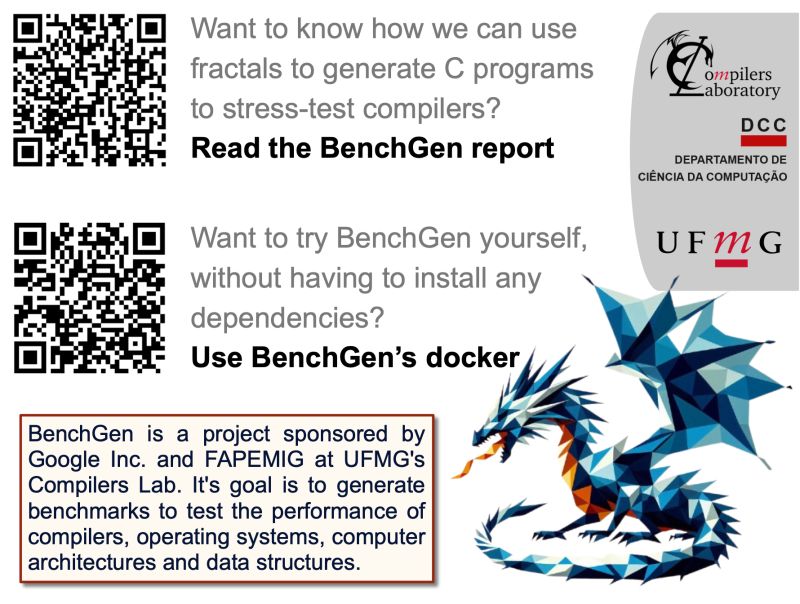 Want to know how we can use
fractals to generate C programs
to stress-test compilers?
Read the BenchGen report
Compilers
Laboratory
DCC
DEPARTAMENTO DE
CIÊNCIA DA COMPUTAÇÃO
UFmG
Want to try BenchGen yourself,
without having to install any
dependencies?
Use BenchGen’s docker
BenchGen is a project sponsored by
Google Inc. and FAPEMIG at UFMG's
Compilers Lab. It's goal is to generate
benchmarks to test the performance of
compilers, operating systems, computer
architectures and data structures.